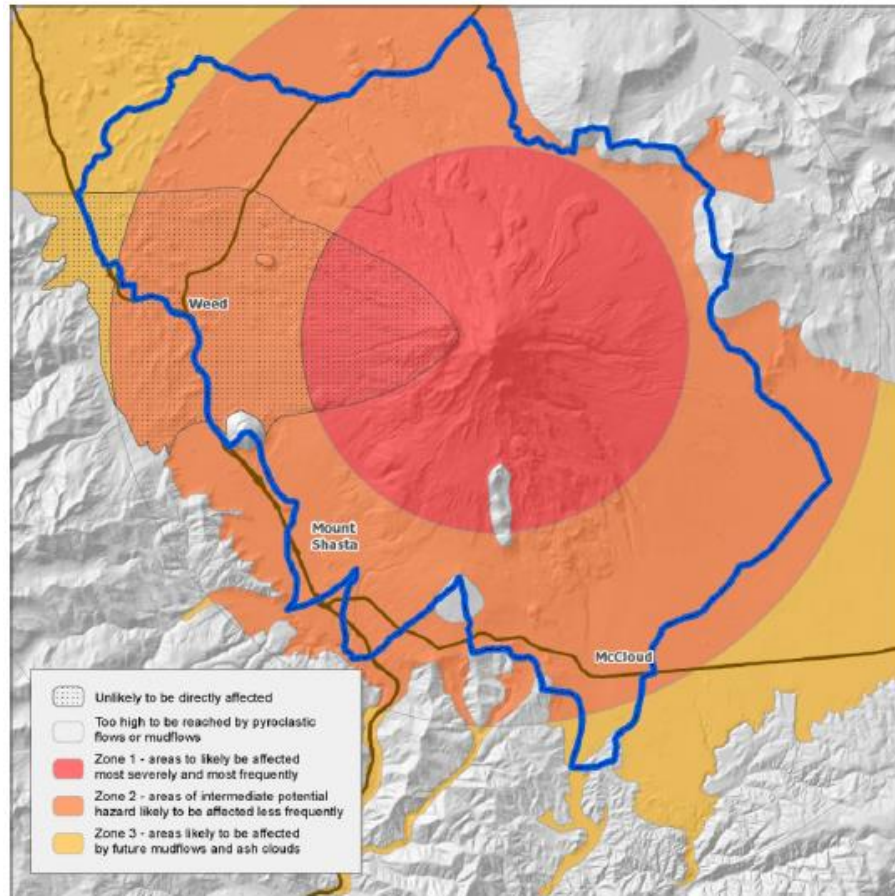 Weed
Mount
Shasta
McCloud
Unlikely to be directly affected
Too high to be reached by pyroclastic
flows or mudflows
Zone 1 - areas to likely be affected
most severely and most frequently
Zone 2 - areas of intermediate potential
hazard likely to be affected less frequently
Zone 3 - areas likely to be affected
by future mudflows and ash clouds